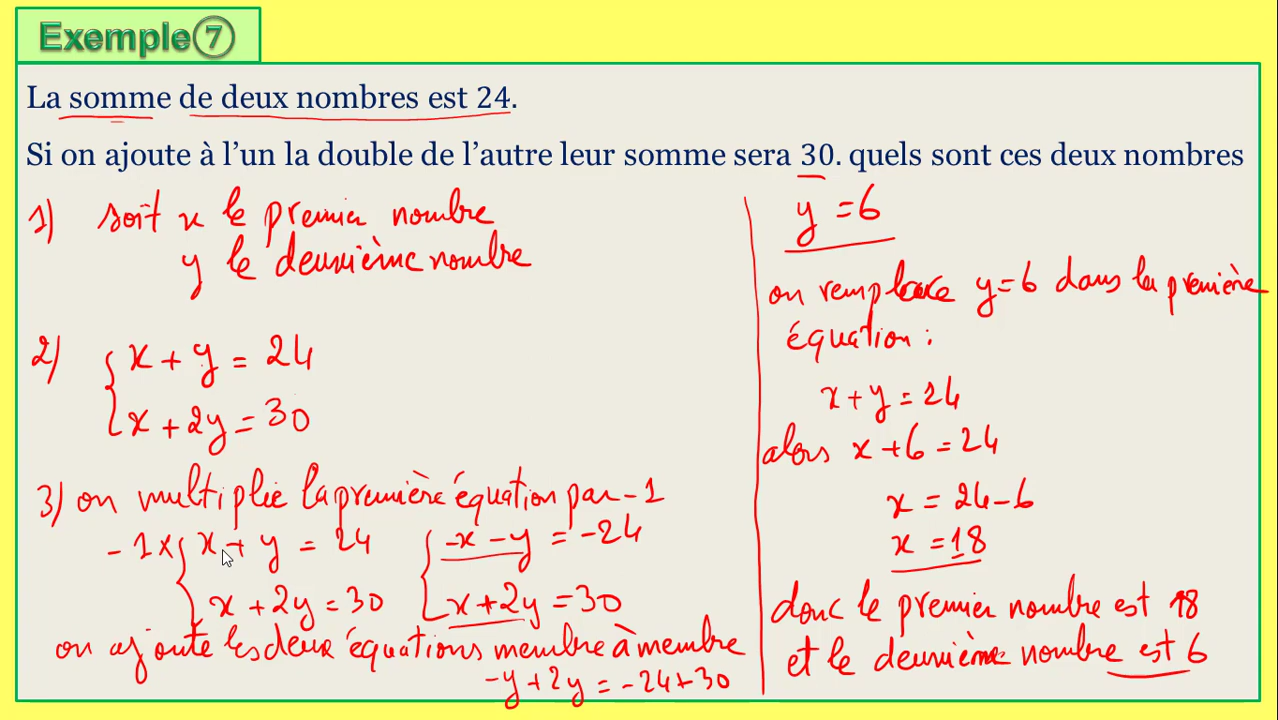 Exemple 7
La somme de deux nombres est 24.
Si on ajoute à l'un la double de l'autre leur somme sera 30. quels sont ces deux nombres
1) soit x le premier nombre
y le deuxième nombre
2) { x + y = 24
x + 2y = 30
3) on multiplie la première équation par -1
-1 × { x + y = 24 { -x - y = -24
x + 2y = 30 x + 2y = 30
on ajoute les deux équations membre à membre
-y + 2y = -24 + 30
y = 6
on remplace y = 6 dans la première
équation :
x + y = 24
alors x + 6 = 24
x = 24 - 6
x = 18
donc le premier nombre est 18
et le deuxième nombre est 6